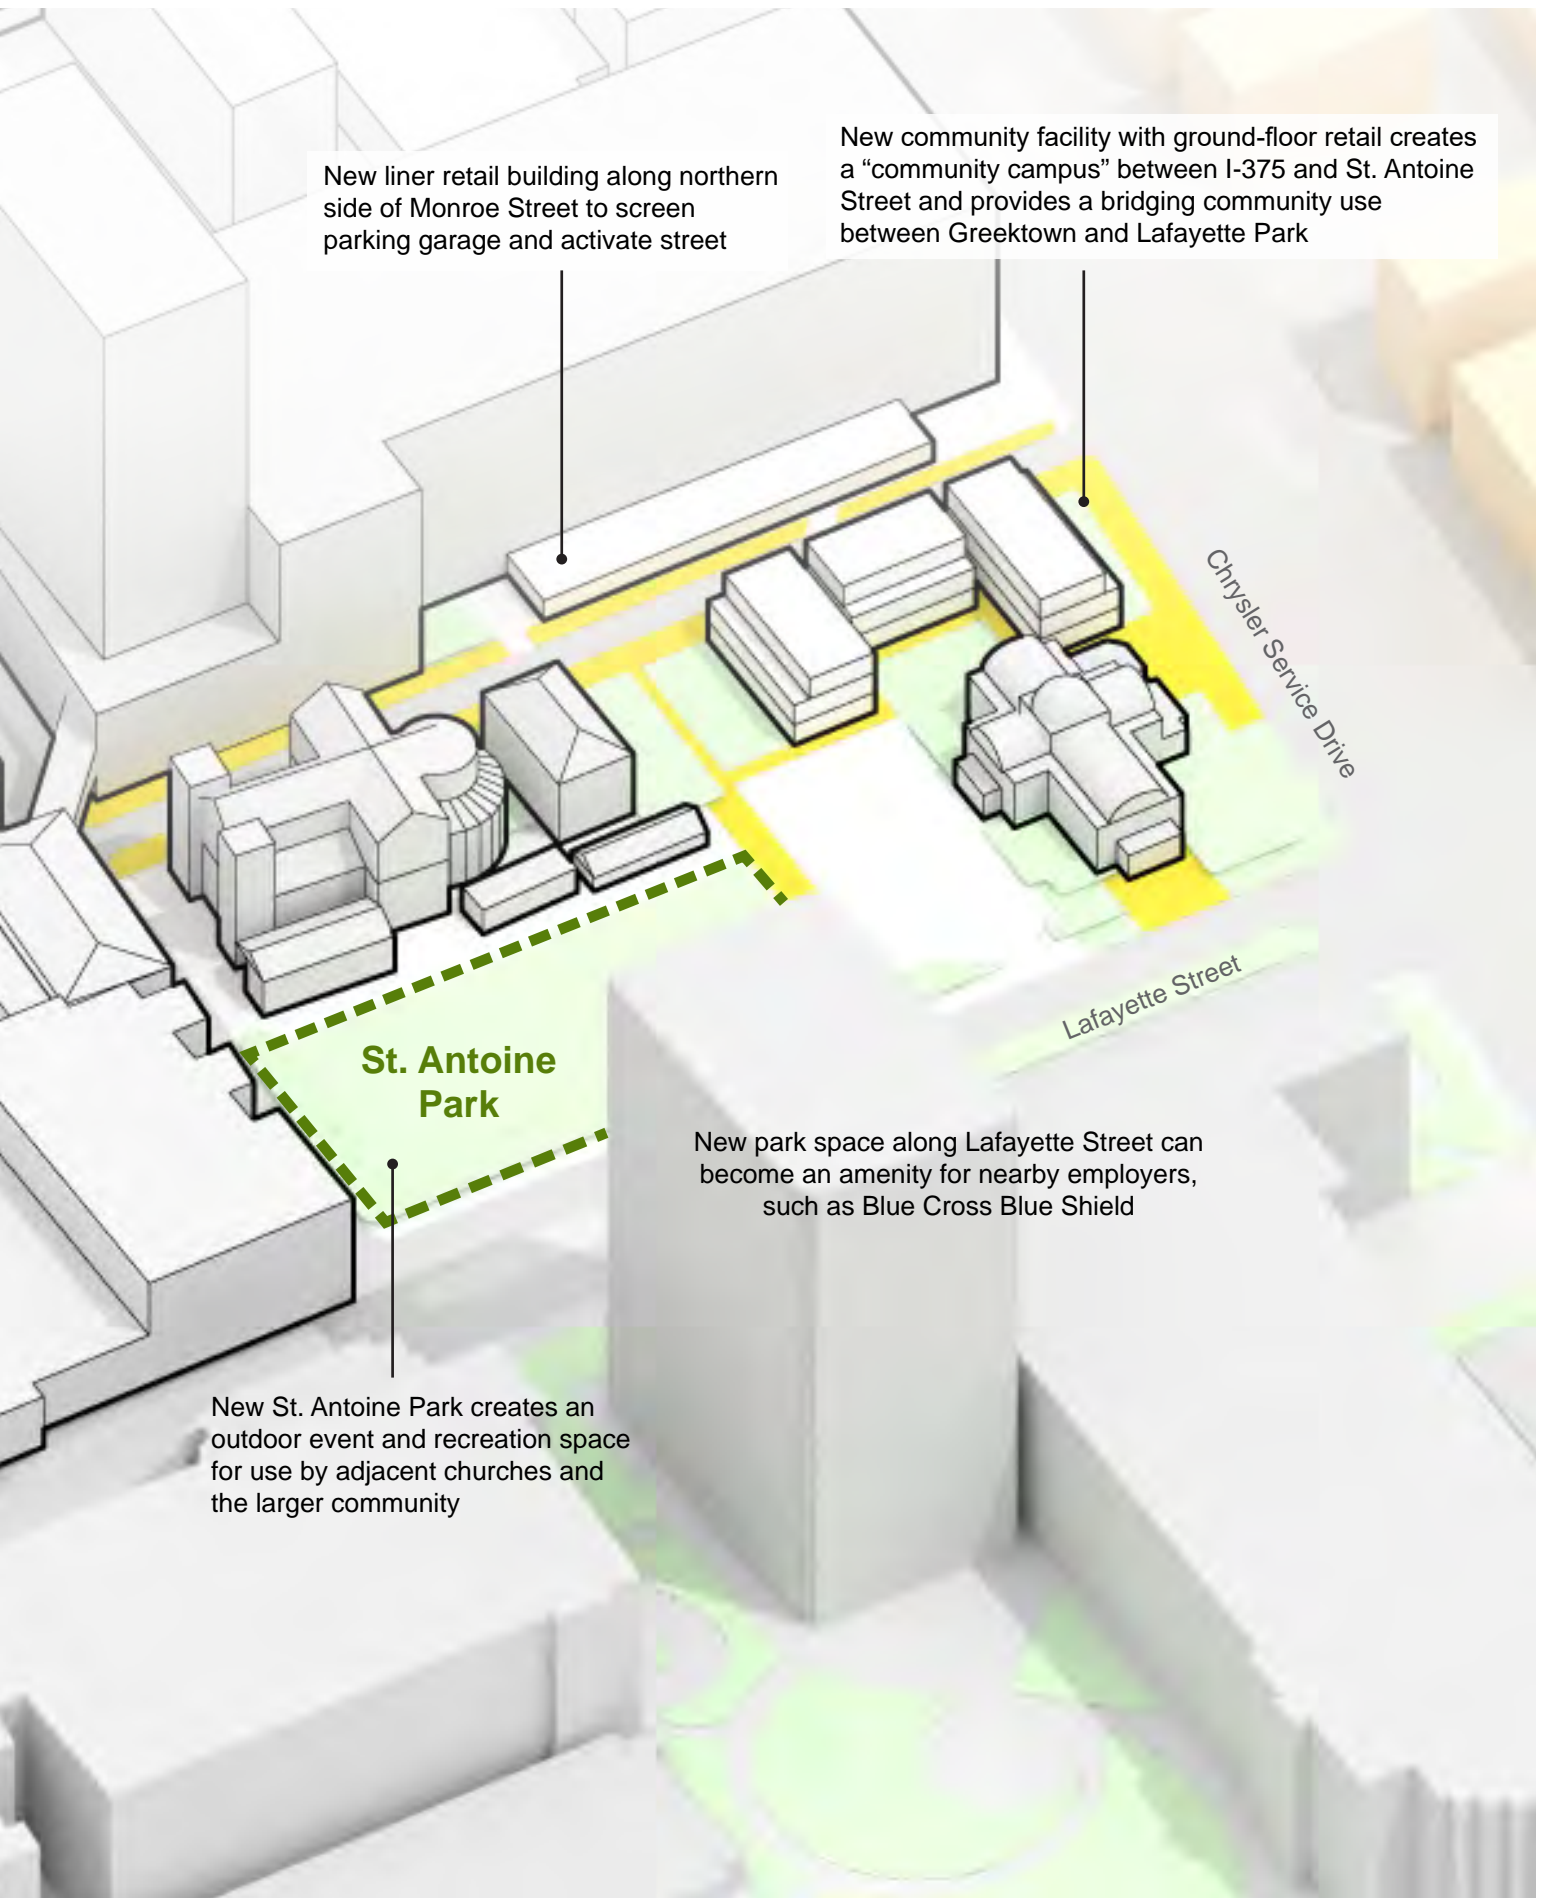 New liner retail building along northern
side of Monroe Street to screen
parking garage and activate street
New community facility with ground-floor retail creates
a “community campus” between I-375 and St. Antoine
Street and provides a bridging community use
between Greektown and Lafayette Park
Chrysler Service Drive
Lafayette Street
St. Antoine
Park
New park space along Lafayette Street can
become an amenity for nearby employers,
such as Blue Cross Blue Shield
New St. Antoine Park creates an
outdoor event and recreation space
for use by adjacent churches and
the larger community